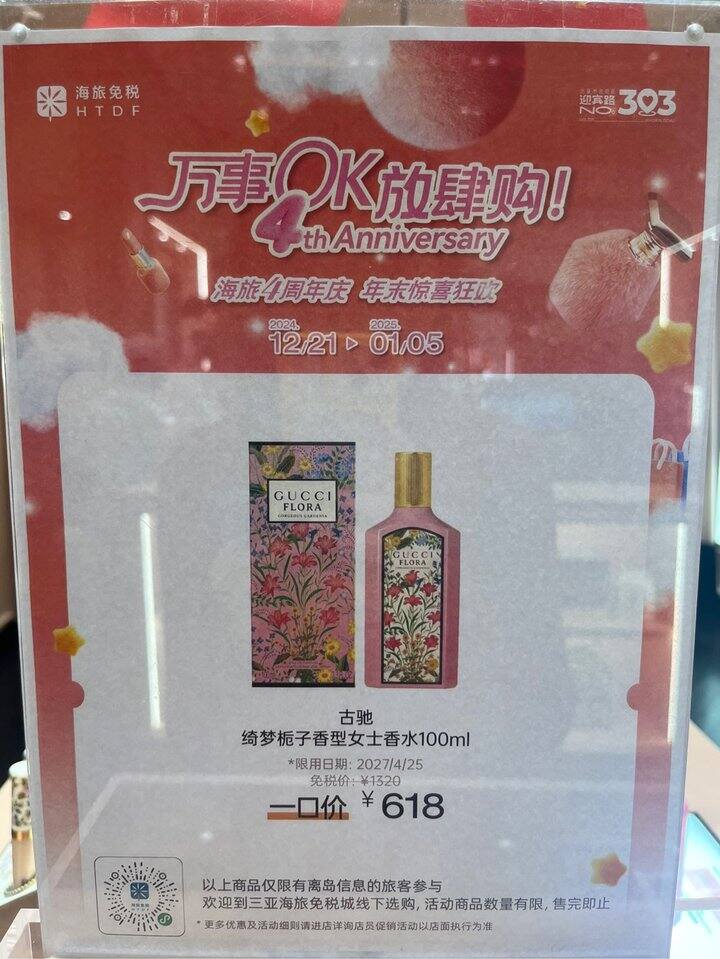 海旅免税
HTDF
迎宾路
NO. 303
万事OK放肆购!
4th Anniversary
海旅4周年庆 年末惊喜狂欢
2024. 2025.
12/21 ▷ 01/05
GUCCI
FLORA
GORGEOUS GARDENIA
GUCCI
FLORA
古驰
绮梦栀子香型女士香水100ml
*限用日期: 2027/4/25
免税价: ¥1320
一口价 ¥618
以上商品仅限有离岛信息的旅客参与
欢迎到三亚海旅免税城线下选购, 活动商品数量有限, 售完即止
* 更多优惠及活动细则请进店详询店员促销活动以店面执行为准